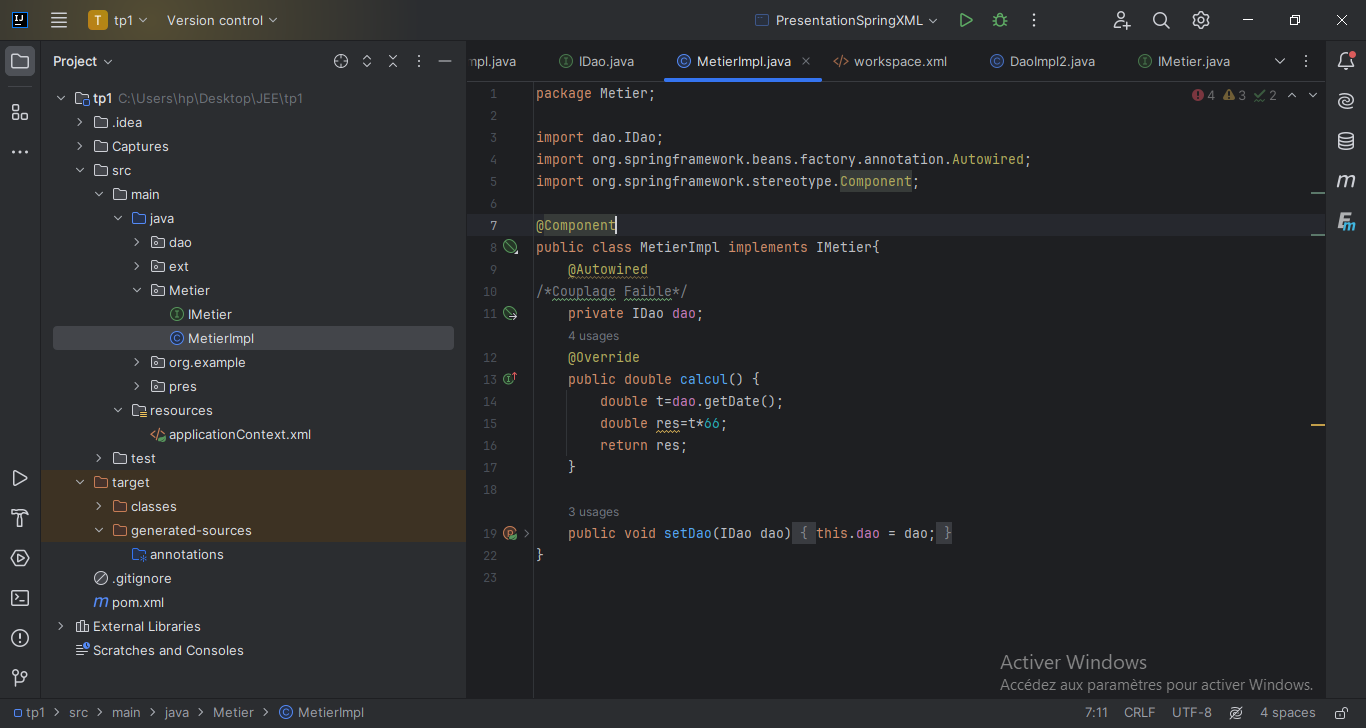 T tp1 Version control PresentationSpringXML
Project
mpl.java IDao.java MetierImpl.java workspace.xml DaoImpl2.java IMetier.java
tp1 C:\Users\hp\Desktop\JEE\tp1
.idea
Captures
src
main
java
dao
ext
Metier
IMetier
MetierImpl
org.example
pres
resources
applicationContext.xml
test
target
classes
generated-sources
annotations
.gitignore
pom.xml
External Libraries
Scratches and Consoles
4 3 2
1 package Metier;
2
3 import dao.IDao;
4 import org.springframework.beans.factory.annotation.Autowired;
5 import org.springframework.stereotype.Component;
6
7 @Component
8 public class MetierImpl implements IMetier{
9 @Autowired
10 /*Couplage Faible*/
11 private IDao dao;
4 usages
12 @Override
13 public double calcul() {
14 double t=dao.getDate();
15 double res=t*66;
16 return res;
17 }
18
3 usages
19 public void setDao(IDao dao) { this.dao = dao; }
22 }
23
Activer Windows
Accédez aux paramètres pour activer Windows.
tp1 > src > main > java > Metier > MetierImpl 7:11 CRLF UTF-8 4 spaces